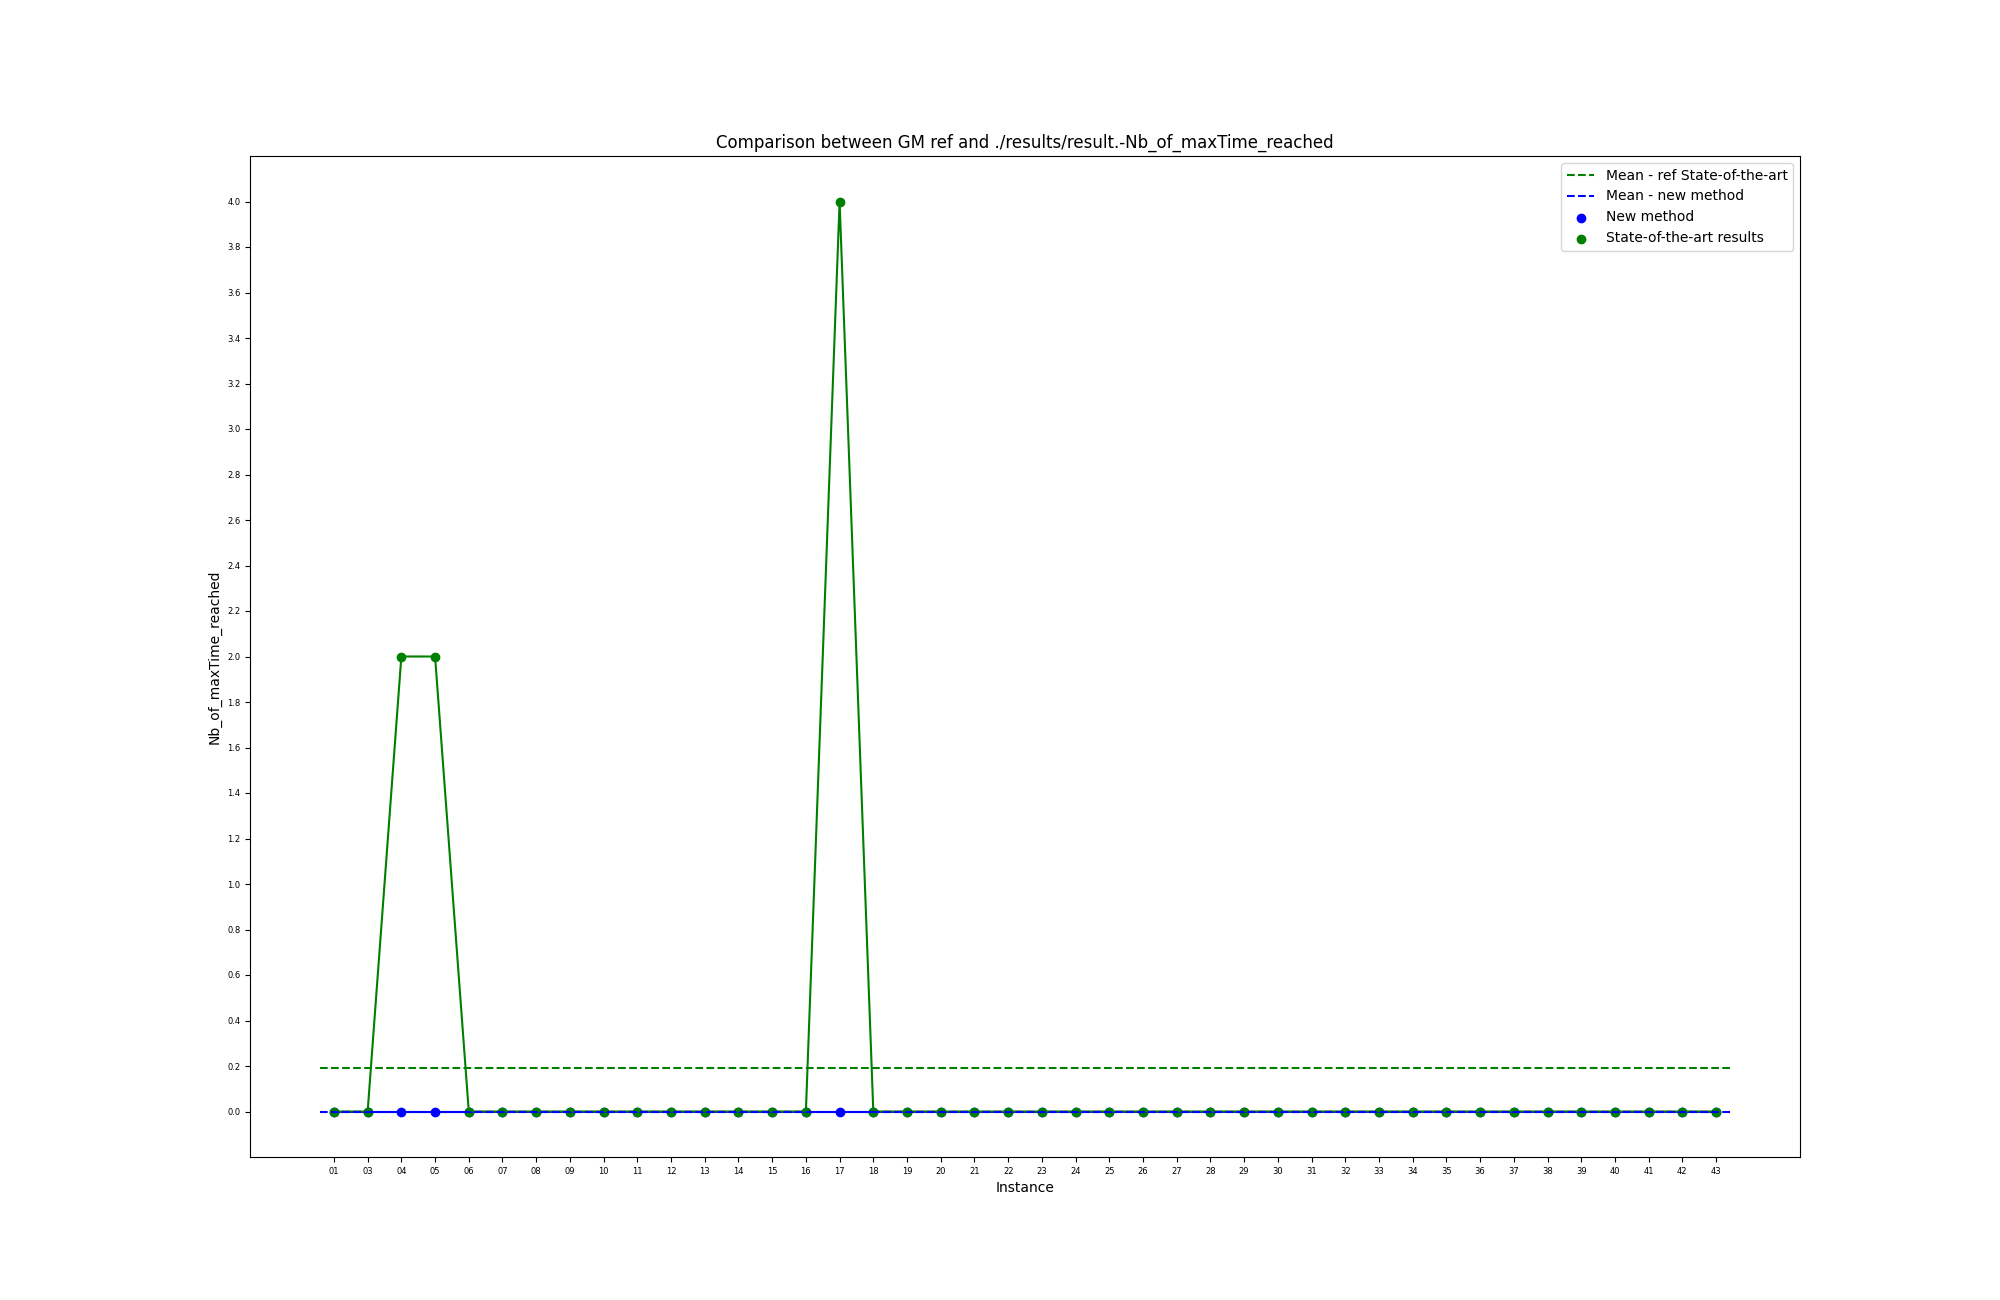 Comparison between GM ref and ./results/result.-Nb_of_maxTime_reached
Mean - ref State-of-the-art
Mean - new method
New method
State-of-the-art results
4.0
3.8
3.6
3.4
3.2
3.0
2.8
2.6
2.4
2.2
2.0
1.8
1.6
1.4
1.2
1.0
0.8
0.6
0.4
0.2
0.0
Nb_of_maxTime_reached
01 03 04 05 06 07 08 09 10 11 12 13 14 15 16 17 18 19 20 21 22 23 24 25 26 27 28 29 30 31 32 33 34 35 36 37 38 39 40 41 42 43
Instance